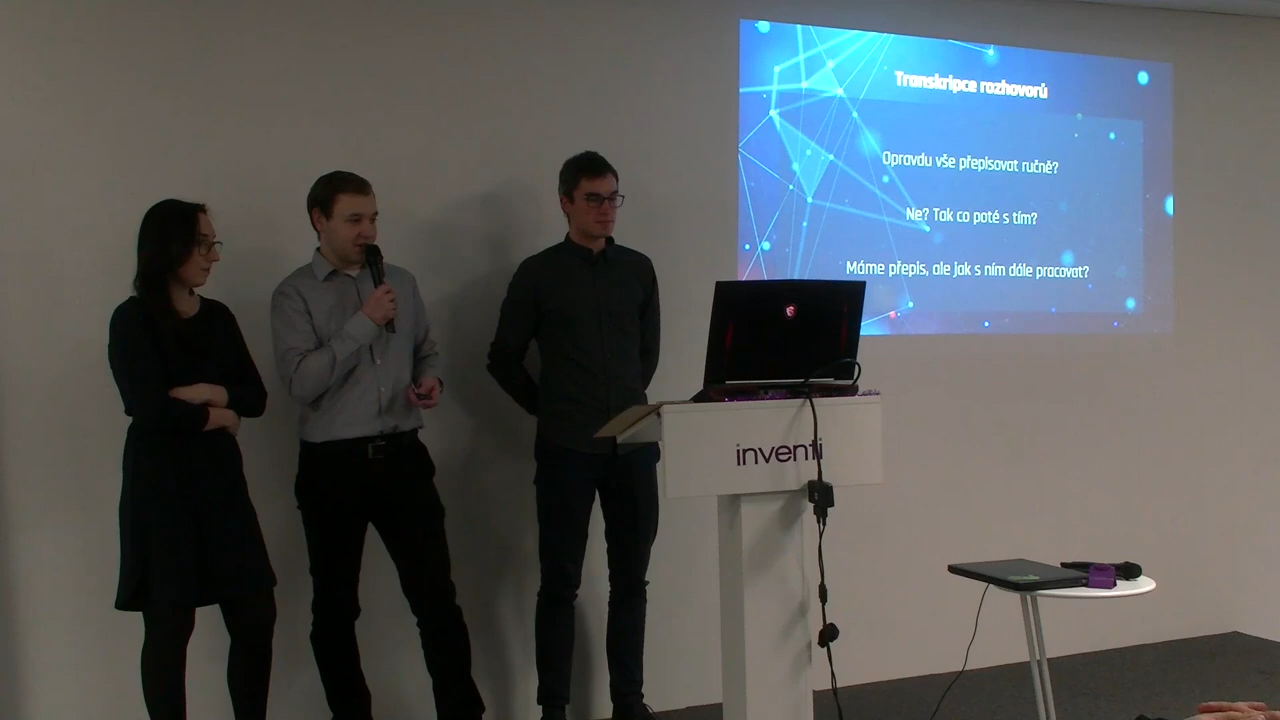 Transkripce rozhovorů
Opravdu vše přepisovat ručně?
Ne? Tak co poté s tím?
Máme přepis, ale jak s ním dále pracovat?
inventi